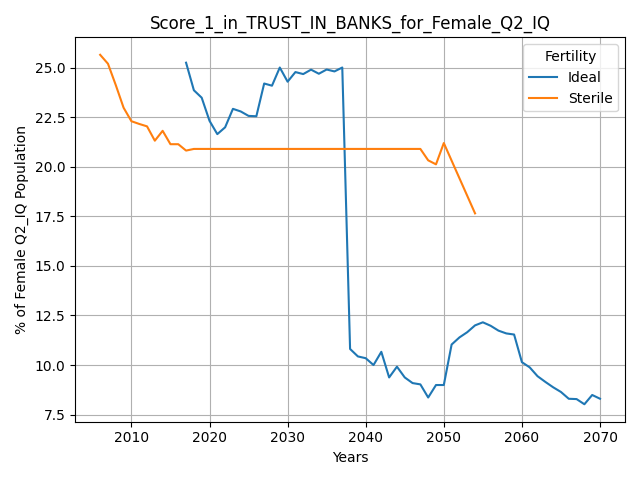 Score_1_in_TRUST_IN_BANKS_for_Female_Q2_IQ
Fertility
Ideal
Sterile
% of Female Q2_IQ Population
25.0
22.5
20.0
17.5
15.0
12.5
10.0
7.5
2010 2020 2030 2040 2050 2060 2070
Years